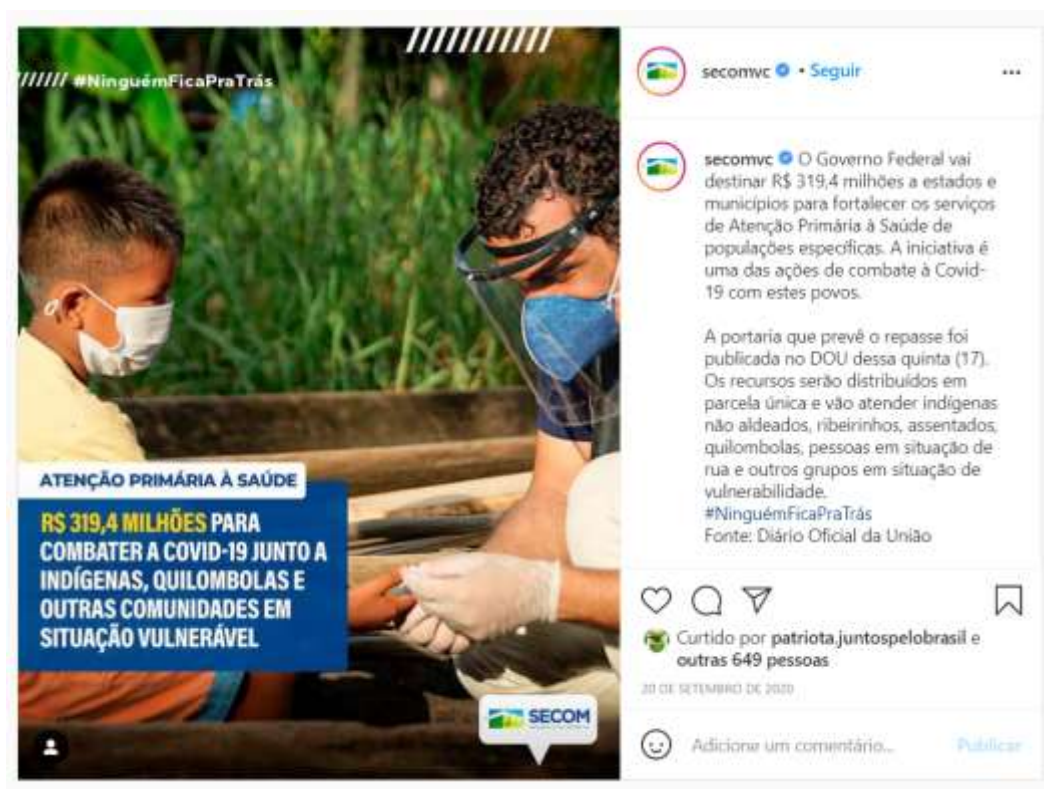 /////// #NinguémFicaPraTrás
ATENÇÃO PRIMÁRIA À SAÚDE
R$ 319,4 MILHÕES PARA
COMBATER A COVID-19 JUNTO A
INDÍGENAS, QUILOMBOLAS E
OUTRAS COMUNIDADES EM
SITUAÇÃO VULNERÁVEL
SECOM
secomvc • Seguir
secomvc O Governo Federal vai
destinar R$ 319,4 milhões a estados e
municípios para fortalecer os serviços
de Atenção Primária à Saúde de
populações específicas. A iniciativa é
uma das ações de combate à Covid-
19 com estes povos.
A portaria que prevê o repasse foi
publicada no DOU dessa quinta (17).
Os recursos serão distribuídos em
parcela única e vão atender indígenas
não aldeados, ribeirinhos, assentados,
quilombolas, pessoas em situação de
rua e outros grupos em situação de
vulnerabilidade.
#NinguémFicaPraTrás
Fonte: Diário Oficial da União
Curtido por patriota.juntospelobrasil e
outras 649 pessoas
20 DE SETEMBRO DE 2020
Adicione um comentário... Publicar